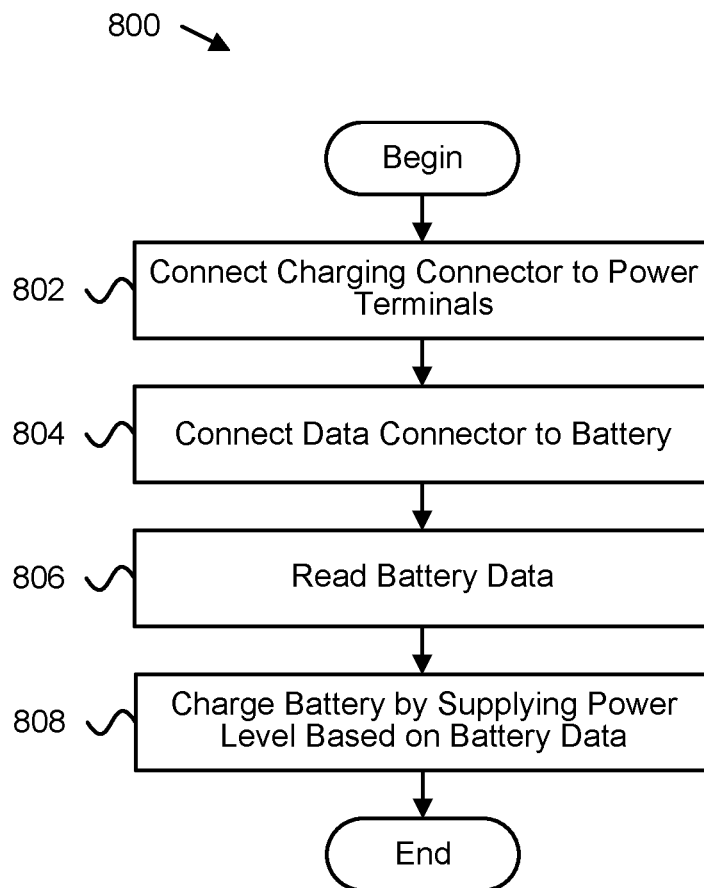 800
Begin
802
Connect Charging Connector to Power
Terminals
804
Connect Data Connector to Battery
806
Read Battery Data
808
Charge Battery by Supplying Power
Level Based on Battery Data
End